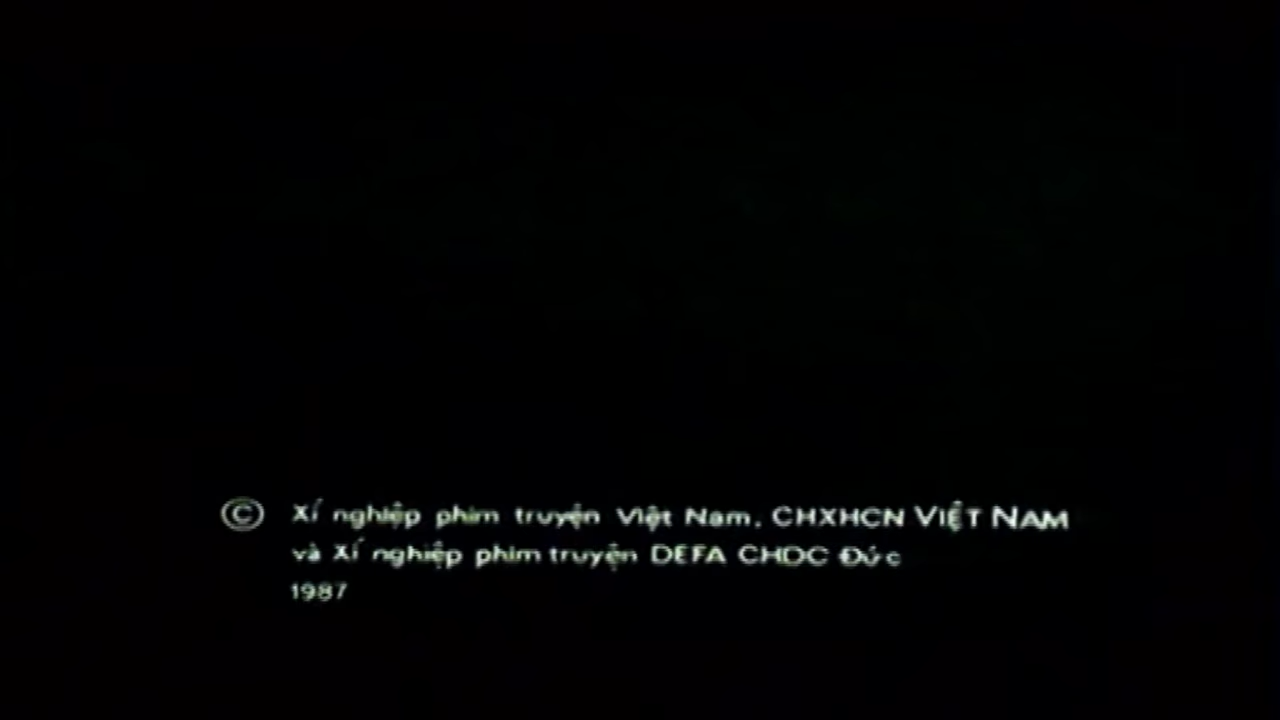 © Xí nghiệp phim truyện Việt Nam, CHXHCN VIỆT NAM
và Xí nghiệp phim truyện DEFA CHDC Đức
1987